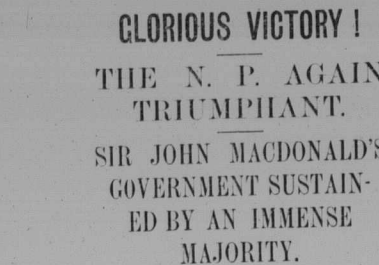 GLORIOUS VICTORY !
THE N. P. AGAIN
TRIUMPHANT.
SIR JOHN MACDONALD'S
GOVERNMENT SUSTAIN-
ED BY AN IMMENSE
MAJORITY.